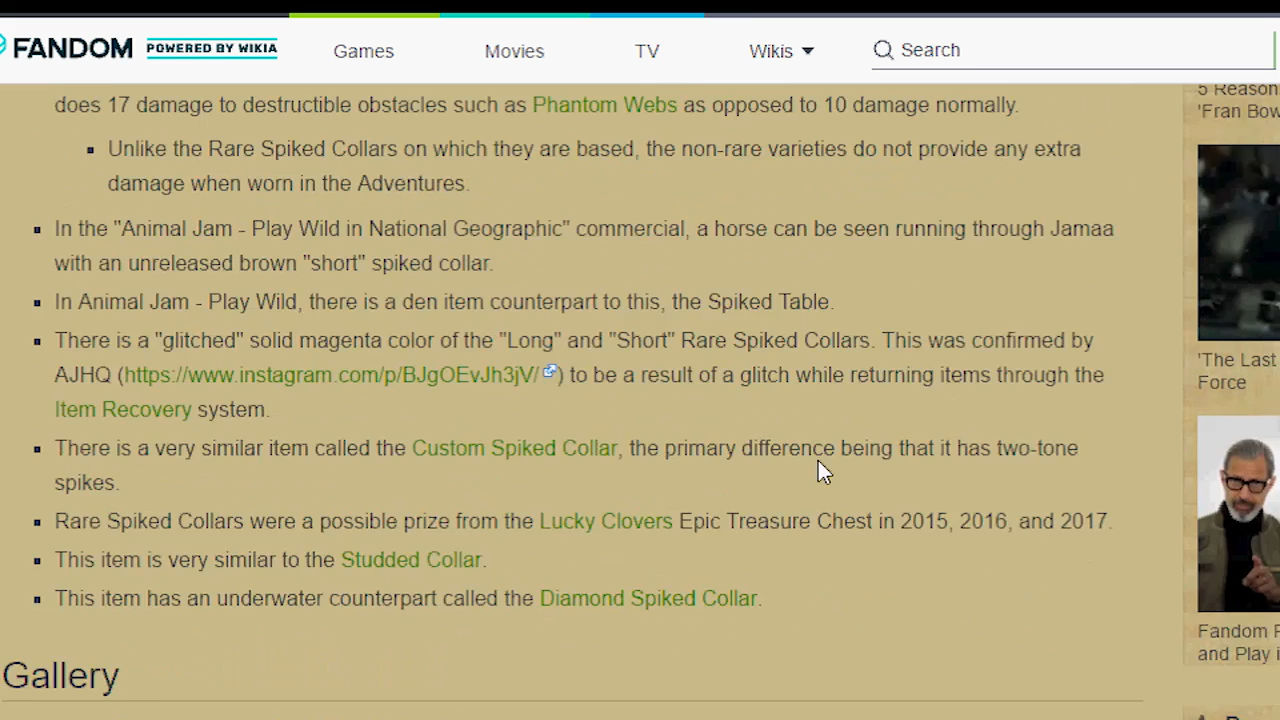 FANDOM POWERED BY WIKIA Games Movies TV Wikis Search
does 17 damage to destructible obstacles such as Phantom Webs as opposed to 10 damage normally.
Unlike the Rare Spiked Collars on which they are based, the non-rare varieties do not provide any extra
damage when worn in the Adventures.
In the "Animal Jam - Play Wild in National Geographic" commercial, a horse can be seen running through Jamaa
with an unreleased brown "short" spiked collar.
In Animal Jam - Play Wild, there is a den item counterpart to this, the Spiked Table.
There is a "glitched" solid magenta color of the "Long" and "Short" Rare Spiked Collars. This was confirmed by
AJHQ (https://www.instagram.com/p/BJgOEvJh3jV/) to be a result of a glitch while returning items through the
Item Recovery system.
There is a very similar item called the Custom Spiked Collar, the primary difference being that it has two-tone
spikes.
Rare Spiked Collars were a possible prize from the Lucky Clovers Epic Treasure Chest in 2015, 2016, and 2017.
This item is very similar to the Studded Collar.
This item has an underwater counterpart called the Diamond Spiked Collar.
Gallery
5 Reason
'Fran Bow
'The Last
Force
Fandom
and Play i